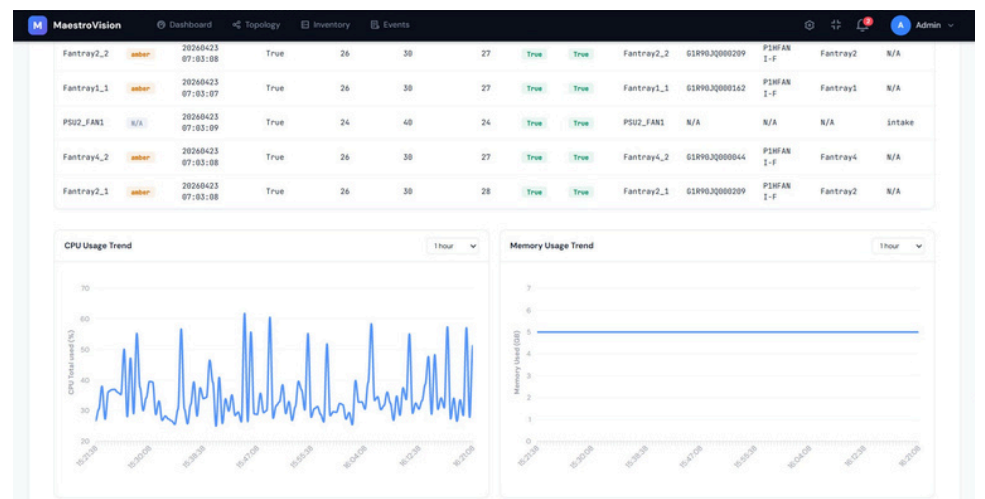 M MaestroVision Dashboard Topology Inventory Events A Admin
Fantray2_2 amber 20260423 True 26 30 27 True True Fantray2_2 G1R90JQ000209 P1HFAN Fantray2 N/A
07:03:08 I-F
Fantray1_1 amber 20260423 True 26 30 27 True True Fantray1_1 G1R90JQ000162 P1HFAN Fantray1 N/A
07:03:07 I-F
PSU2_FAN1 N/A 20260423 True 24 40 24 True True PSU2_FAN1 N/A N/A N/A intake
07:03:09
Fantray4_2 amber 20260423 True 26 30 27 True True Fantray4_2 G1R90JQ000044 P1HFAN Fantray4 N/A
07:03:08 I-F
Fantray2_1 amber 20260423 True 26 30 28 True True Fantray2_1 G1R90JQ000209 P1HFAN Fantray2 N/A
07:03:08 I-F
CPU Usage Trend 1 hour
CPU Total used (%)
70
60
50
40
30
20
15:21:38 15:30:08 15:38:38 15:47:08 15:55:38 16:04:08 16:12:38 16:21:08
Memory Usage Trend 1 hour
Memory Used (GB)
7
6
5
4
3
2
1
0
15:21:38 15:30:08 15:38:38 15:47:08 15:55:38 16:04:08 16:12:38 16:21:08